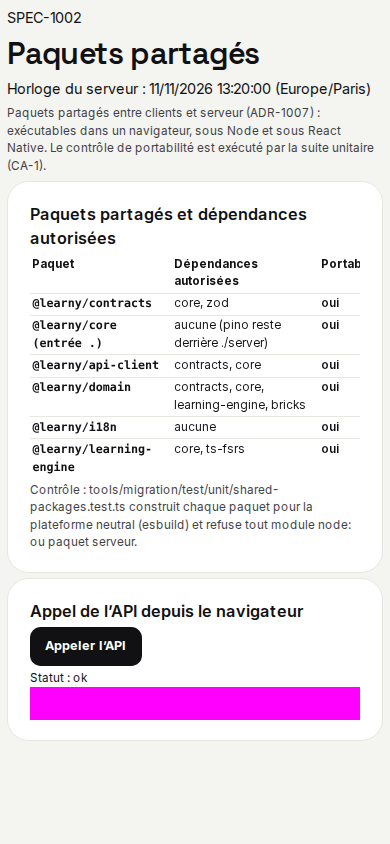 SPEC-1002
Paquets partagés
Horloge du serveur : 11/11/2026 13:20:00 (Europe/Paris)
Paquets partagés entre clients et serveur (ADR-1007) :
exécutables dans un navigateur, sous Node et sous React
Native. Le contrôle de portabilité est exécuté par la suite unitaire
(CA-1).
Paquets partagés et dépendances
autorisées
Paquet Dépendances autorisées Portab
@learny/contracts core, zod oui
@learny/core (entrée .) aucune (pino reste derrière ./server) oui
@learny/api-client contracts, core oui
@learny/domain contracts, core, learning-engine, bricks oui
@learny/i18n aucune oui
@learny/learning-engine core, ts-fsrs oui
Contrôle : tools/migration/test/unit/shared-
packages.test.ts construit chaque paquet pour la
plateforme neutral (esbuild) et refuse tout module node:
ou paquet serveur.
Appel de l’API depuis le navigateur
Appeler l’API
Statut : ok